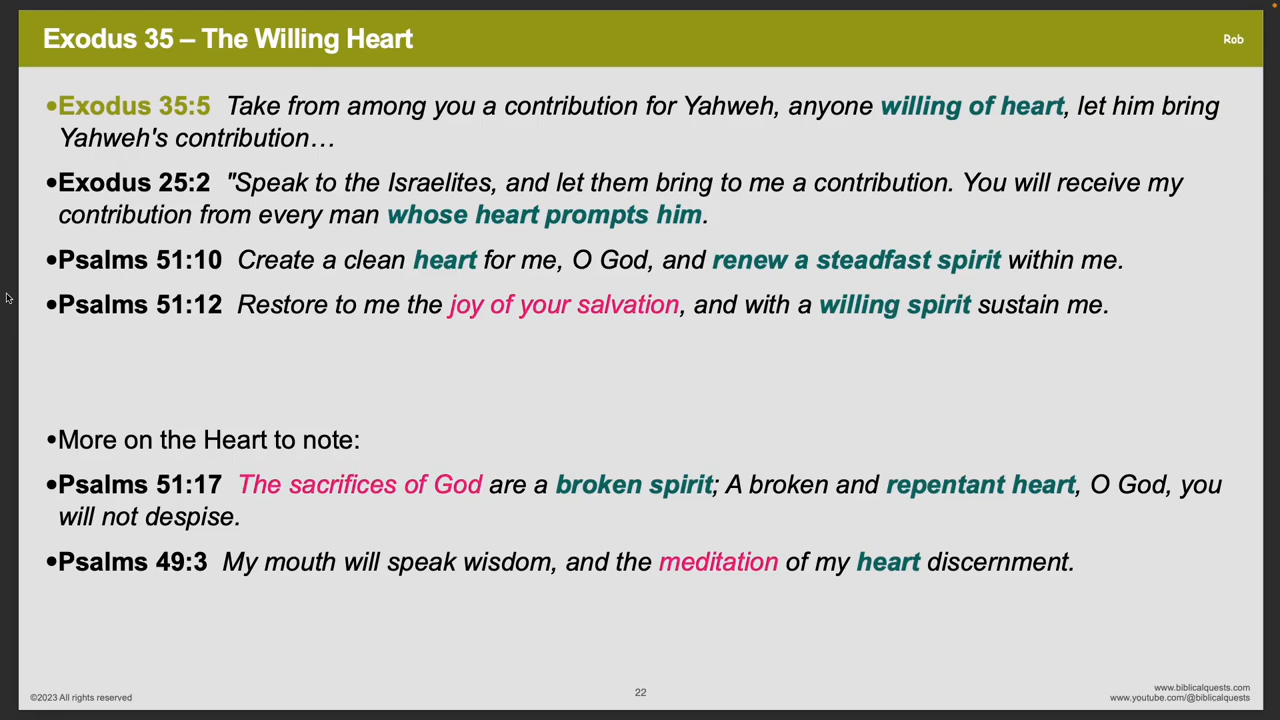 Exodus 35 – The Willing Heart
Rob
•Exodus 35:5 Take from among you a contribution for Yahweh, anyone willing of heart, let him bring
Yahweh's contribution…
•Exodus 25:2 "Speak to the Israelites, and let them bring to me a contribution. You will receive my
contribution from every man whose heart prompts him.
•Psalms 51:10 Create a clean heart for me, O God, and renew a steadfast spirit within me.
•Psalms 51:12 Restore to me the joy of your salvation, and with a willing spirit sustain me.
•More on the Heart to note:
•Psalms 51:17 The sacrifices of God are a broken spirit; A broken and repentant heart, O God, you
will not despise.
•Psalms 49:3 My mouth will speak wisdom, and the meditation of my heart discernment.
©2023 All rights reserved
22
www.biblicalquests.com
www.youtube.com/@biblicalquests